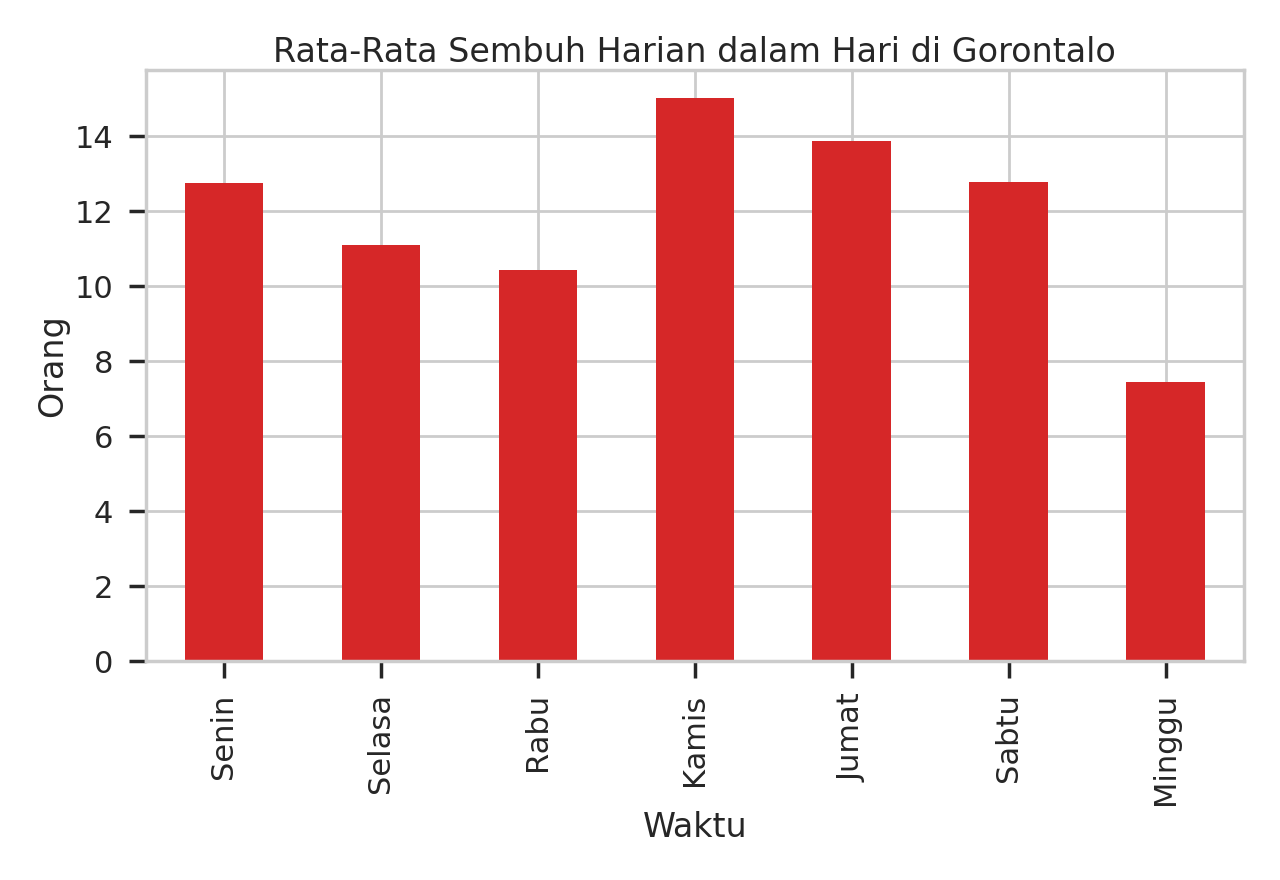 Rata-Rata Sembuh Harian dalam Hari di Gorontalo
Orang
14
12
10
8
6
4
2
0
Senin
Selasa
Rabu
Kamis
Jumat
Sabtu
Minggu
Waktu